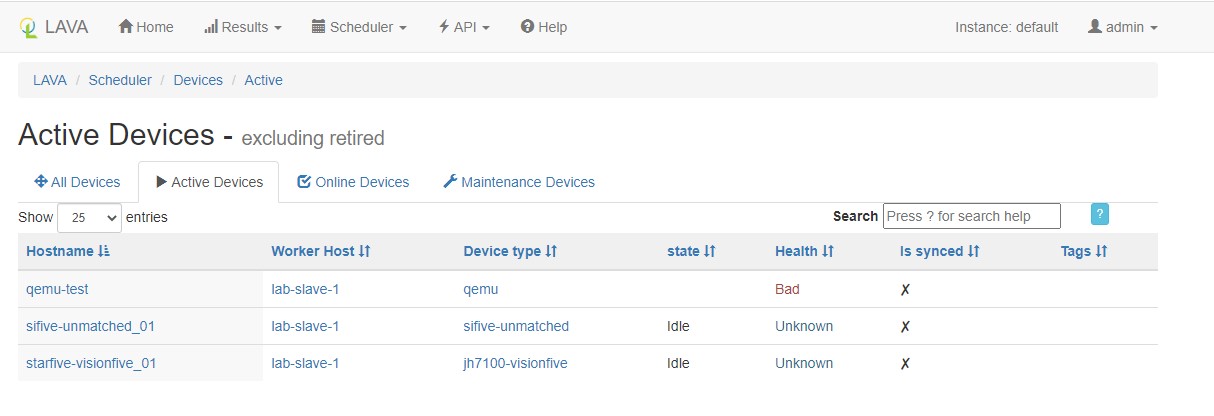 LAVA Home Results Scheduler API Help Instance: default admin
LAVA / Scheduler / Devices / Active
Active Devices - excluding retired
All Devices Active Devices Online Devices Maintenance Devices
Show 25 entries Search Press ? for search help ?
Hostname Worker Host Device type state Health Is synced Tags
qemu-test lab-slave-1 qemu Bad ✗
sifive-unmatched_01 lab-slave-1 sifive-unmatched Idle Unknown ✗
starfive-visionfive_01 lab-slave-1 jh7100-visionfive Idle Unknown ✗